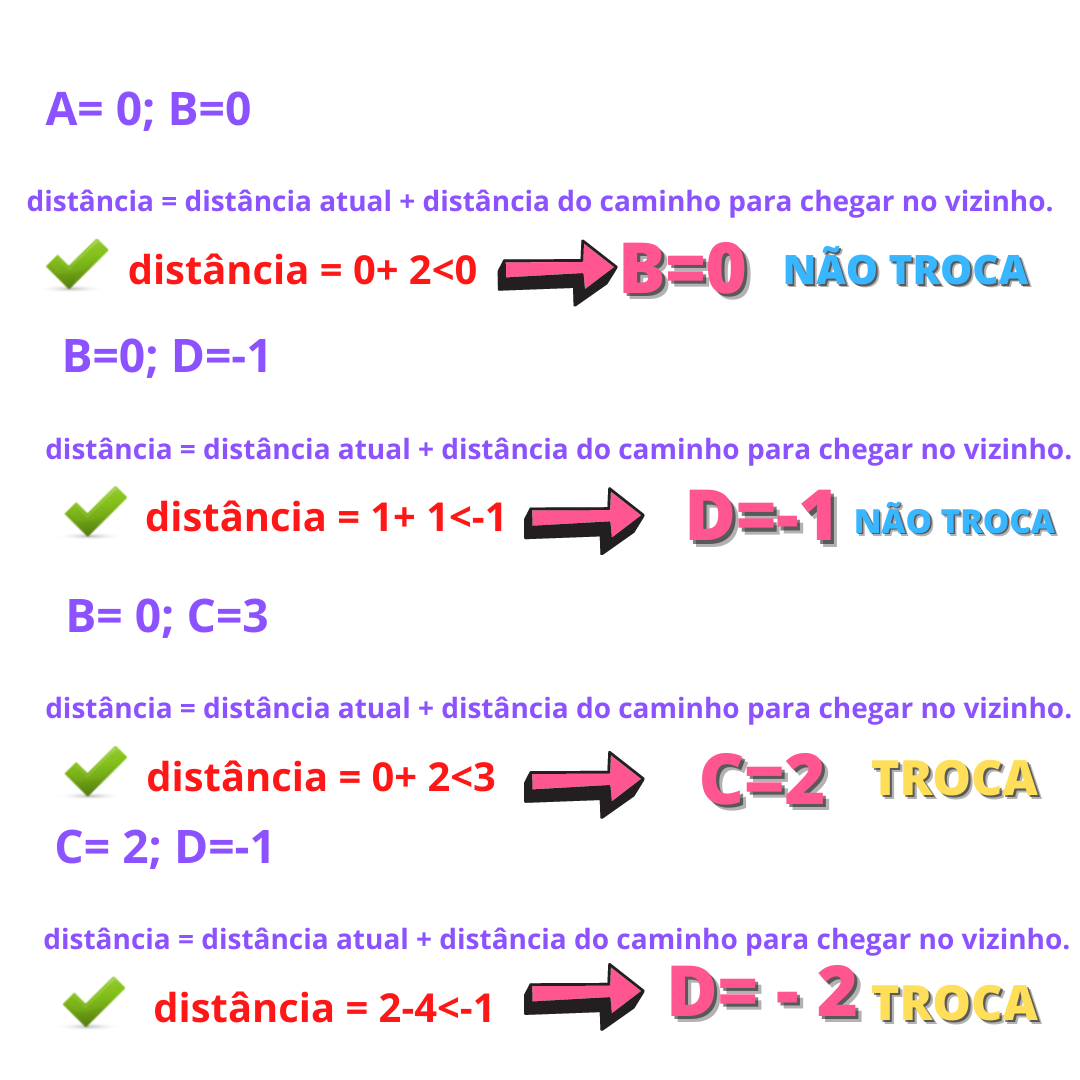 A= 0; B=0
distância = distância atual + distância do caminho para chegar no vizinho.
distância = 0+ 2<0 B=0 NÃO TROCA
B=0; D=-1
distância = distância atual + distância do caminho para chegar no vizinho.
distância = 1+ 1<-1 D=-1 NÃO TROCA
B= 0; C=3
distância = distância atual + distância do caminho para chegar no vizinho.
distância = 0+ 2<3 C=2 TROCA
C= 2; D=-1
distância = distância atual + distância do caminho para chegar no vizinho.
distância = 2-4<-1 D= - 2 TROCA